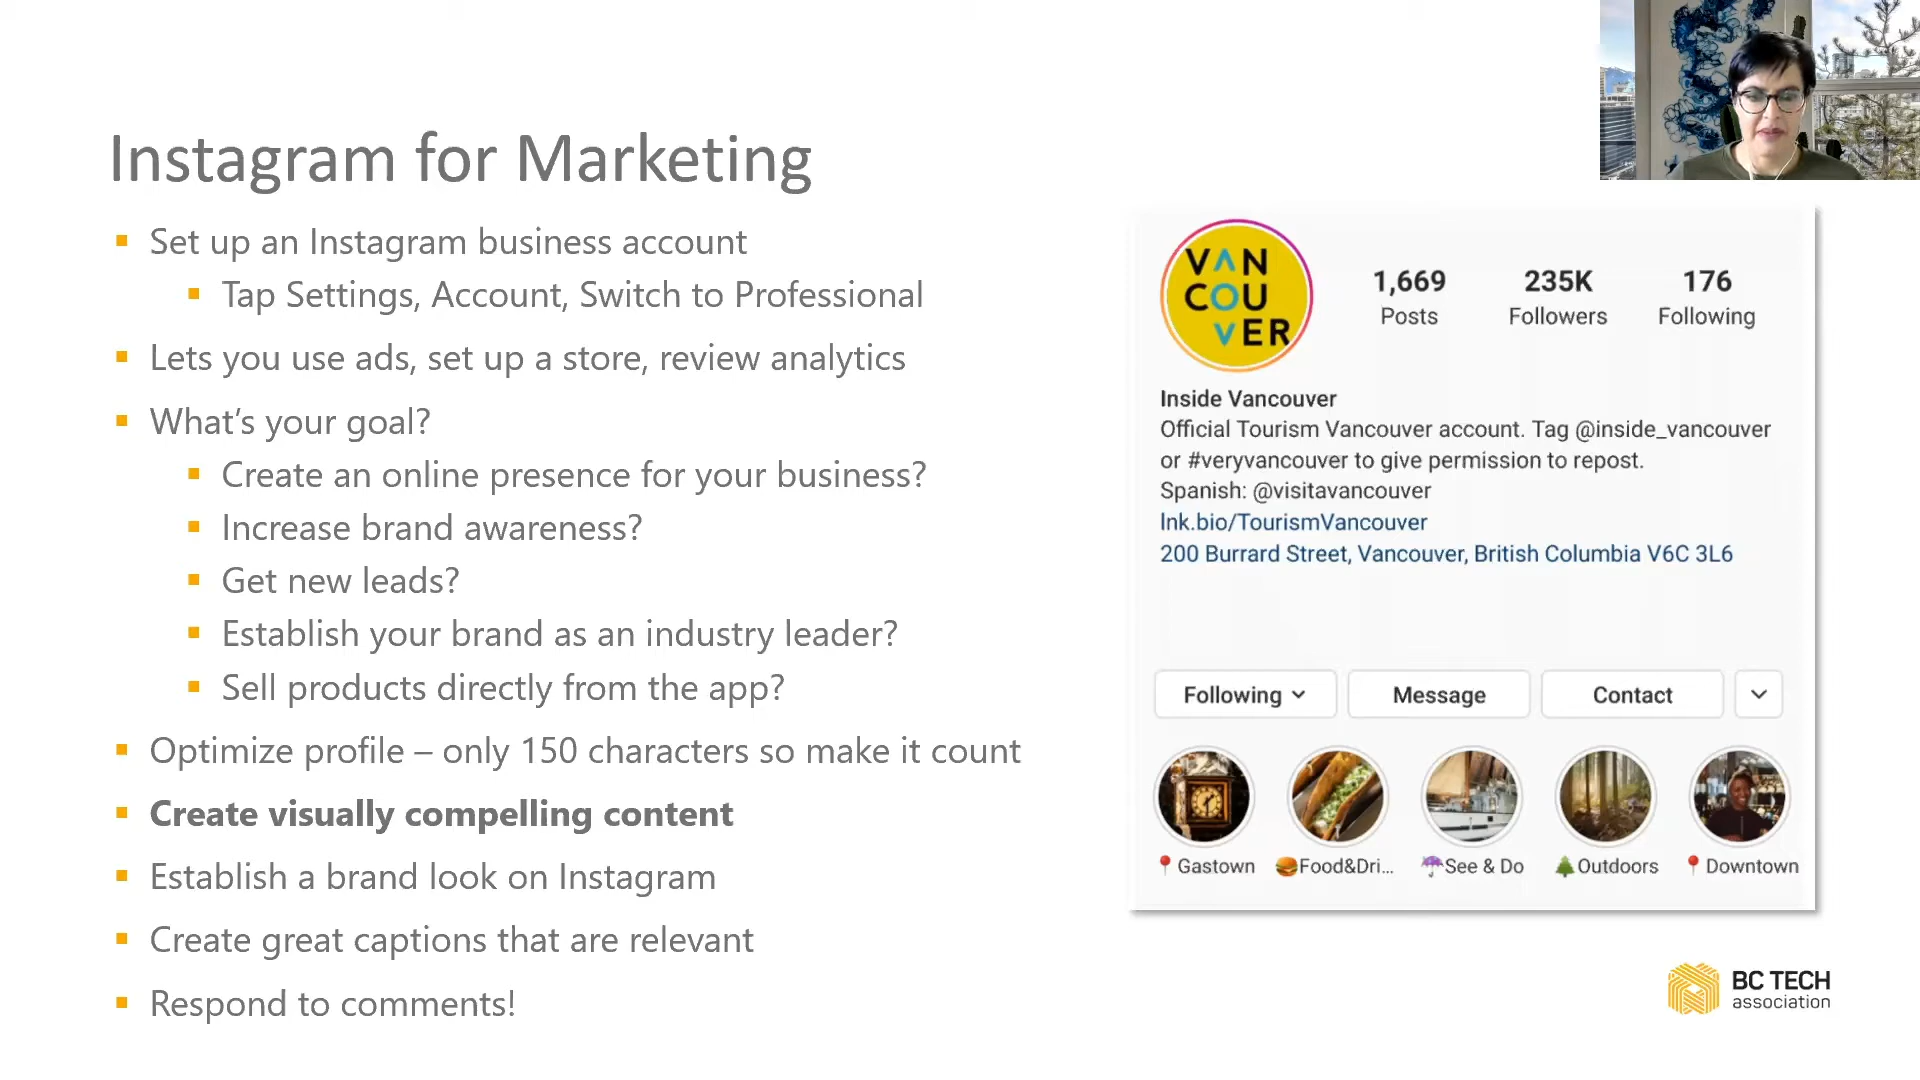 Instagram for Marketing
Set up an Instagram business account
Tap Settings, Account, Switch to Professional
Lets you use ads, set up a store, review analytics
What's your goal?
Create an online presence for your business?
Increase brand awareness?
Get new leads?
Establish your brand as an industry leader?
Sell products directly from the app?
Optimize profile – only 150 characters so make it count
Create visually compelling content
Establish a brand look on Instagram
Create great captions that are relevant
Respond to comments!
VAN
COU
VER
1,669 235K 176
Posts Followers Following
Inside Vancouver
Official Tourism Vancouver account. Tag @inside_vancouver
or #veryvancouver to give permission to repost.
Spanish: @visitavancouver
lnk.bio/TourismVancouver
200 Burrard Street, Vancouver, British Columbia V6C 3L6
Following Message Contact
📍Gastown 🍔Food&Dri... ☔See & Do 🌲Outdoors 📍Downtown
BC TECH
association